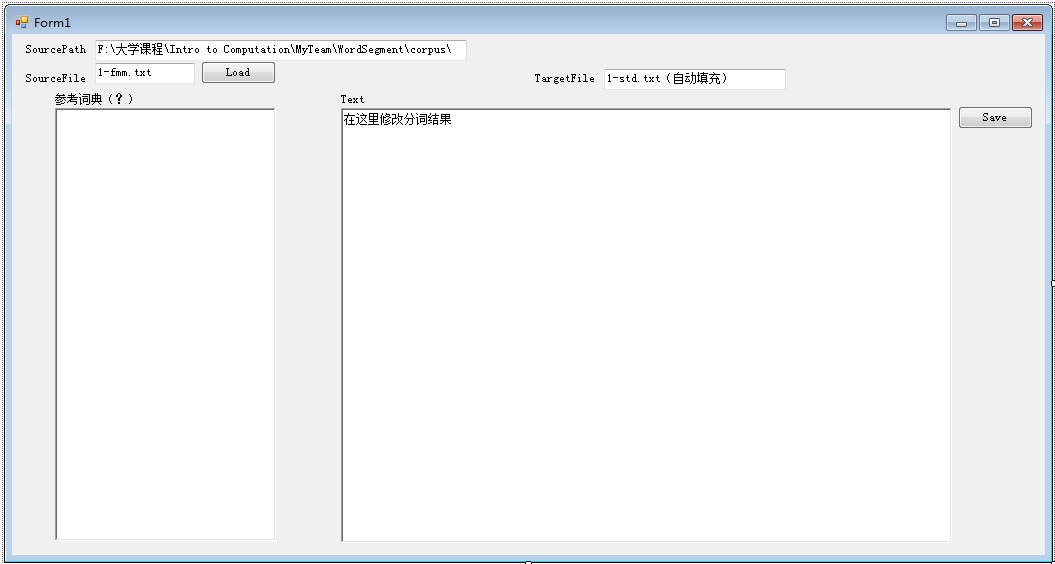 Form1
SourcePath F:\大学课程\Intro to Computation\MyTeam\WordSegment\corpus\
SourceFile 1-fmm.txt Load TargetFile 1-std.txt（自动填充）
参考词典（？） Text
在这里修改分词结果 Save